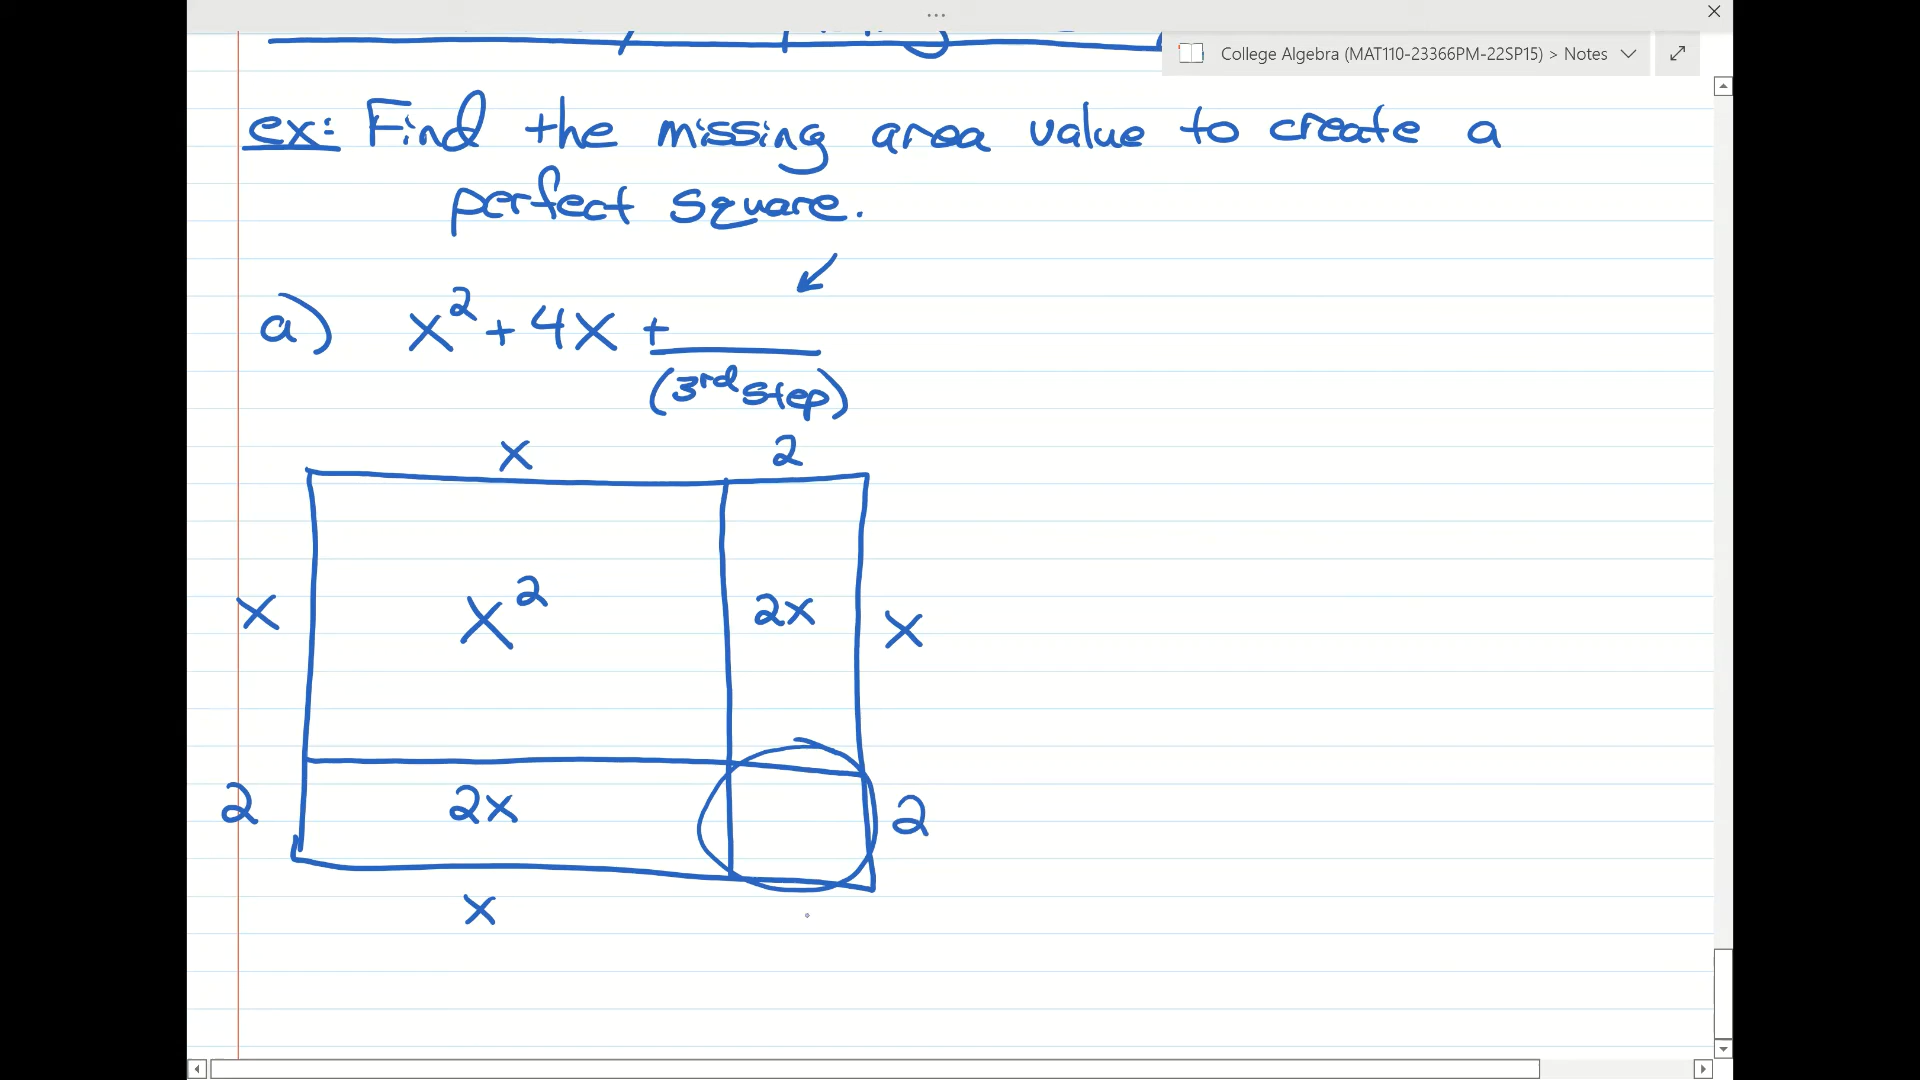 College Algebra (MAT110-23366PM-22SP15) > Notes
ex: Find the missing area value to create a
perfect square.
a) x² + 4x +
(3rd step)
x 2
x x² 2x x
2 2x 2
x